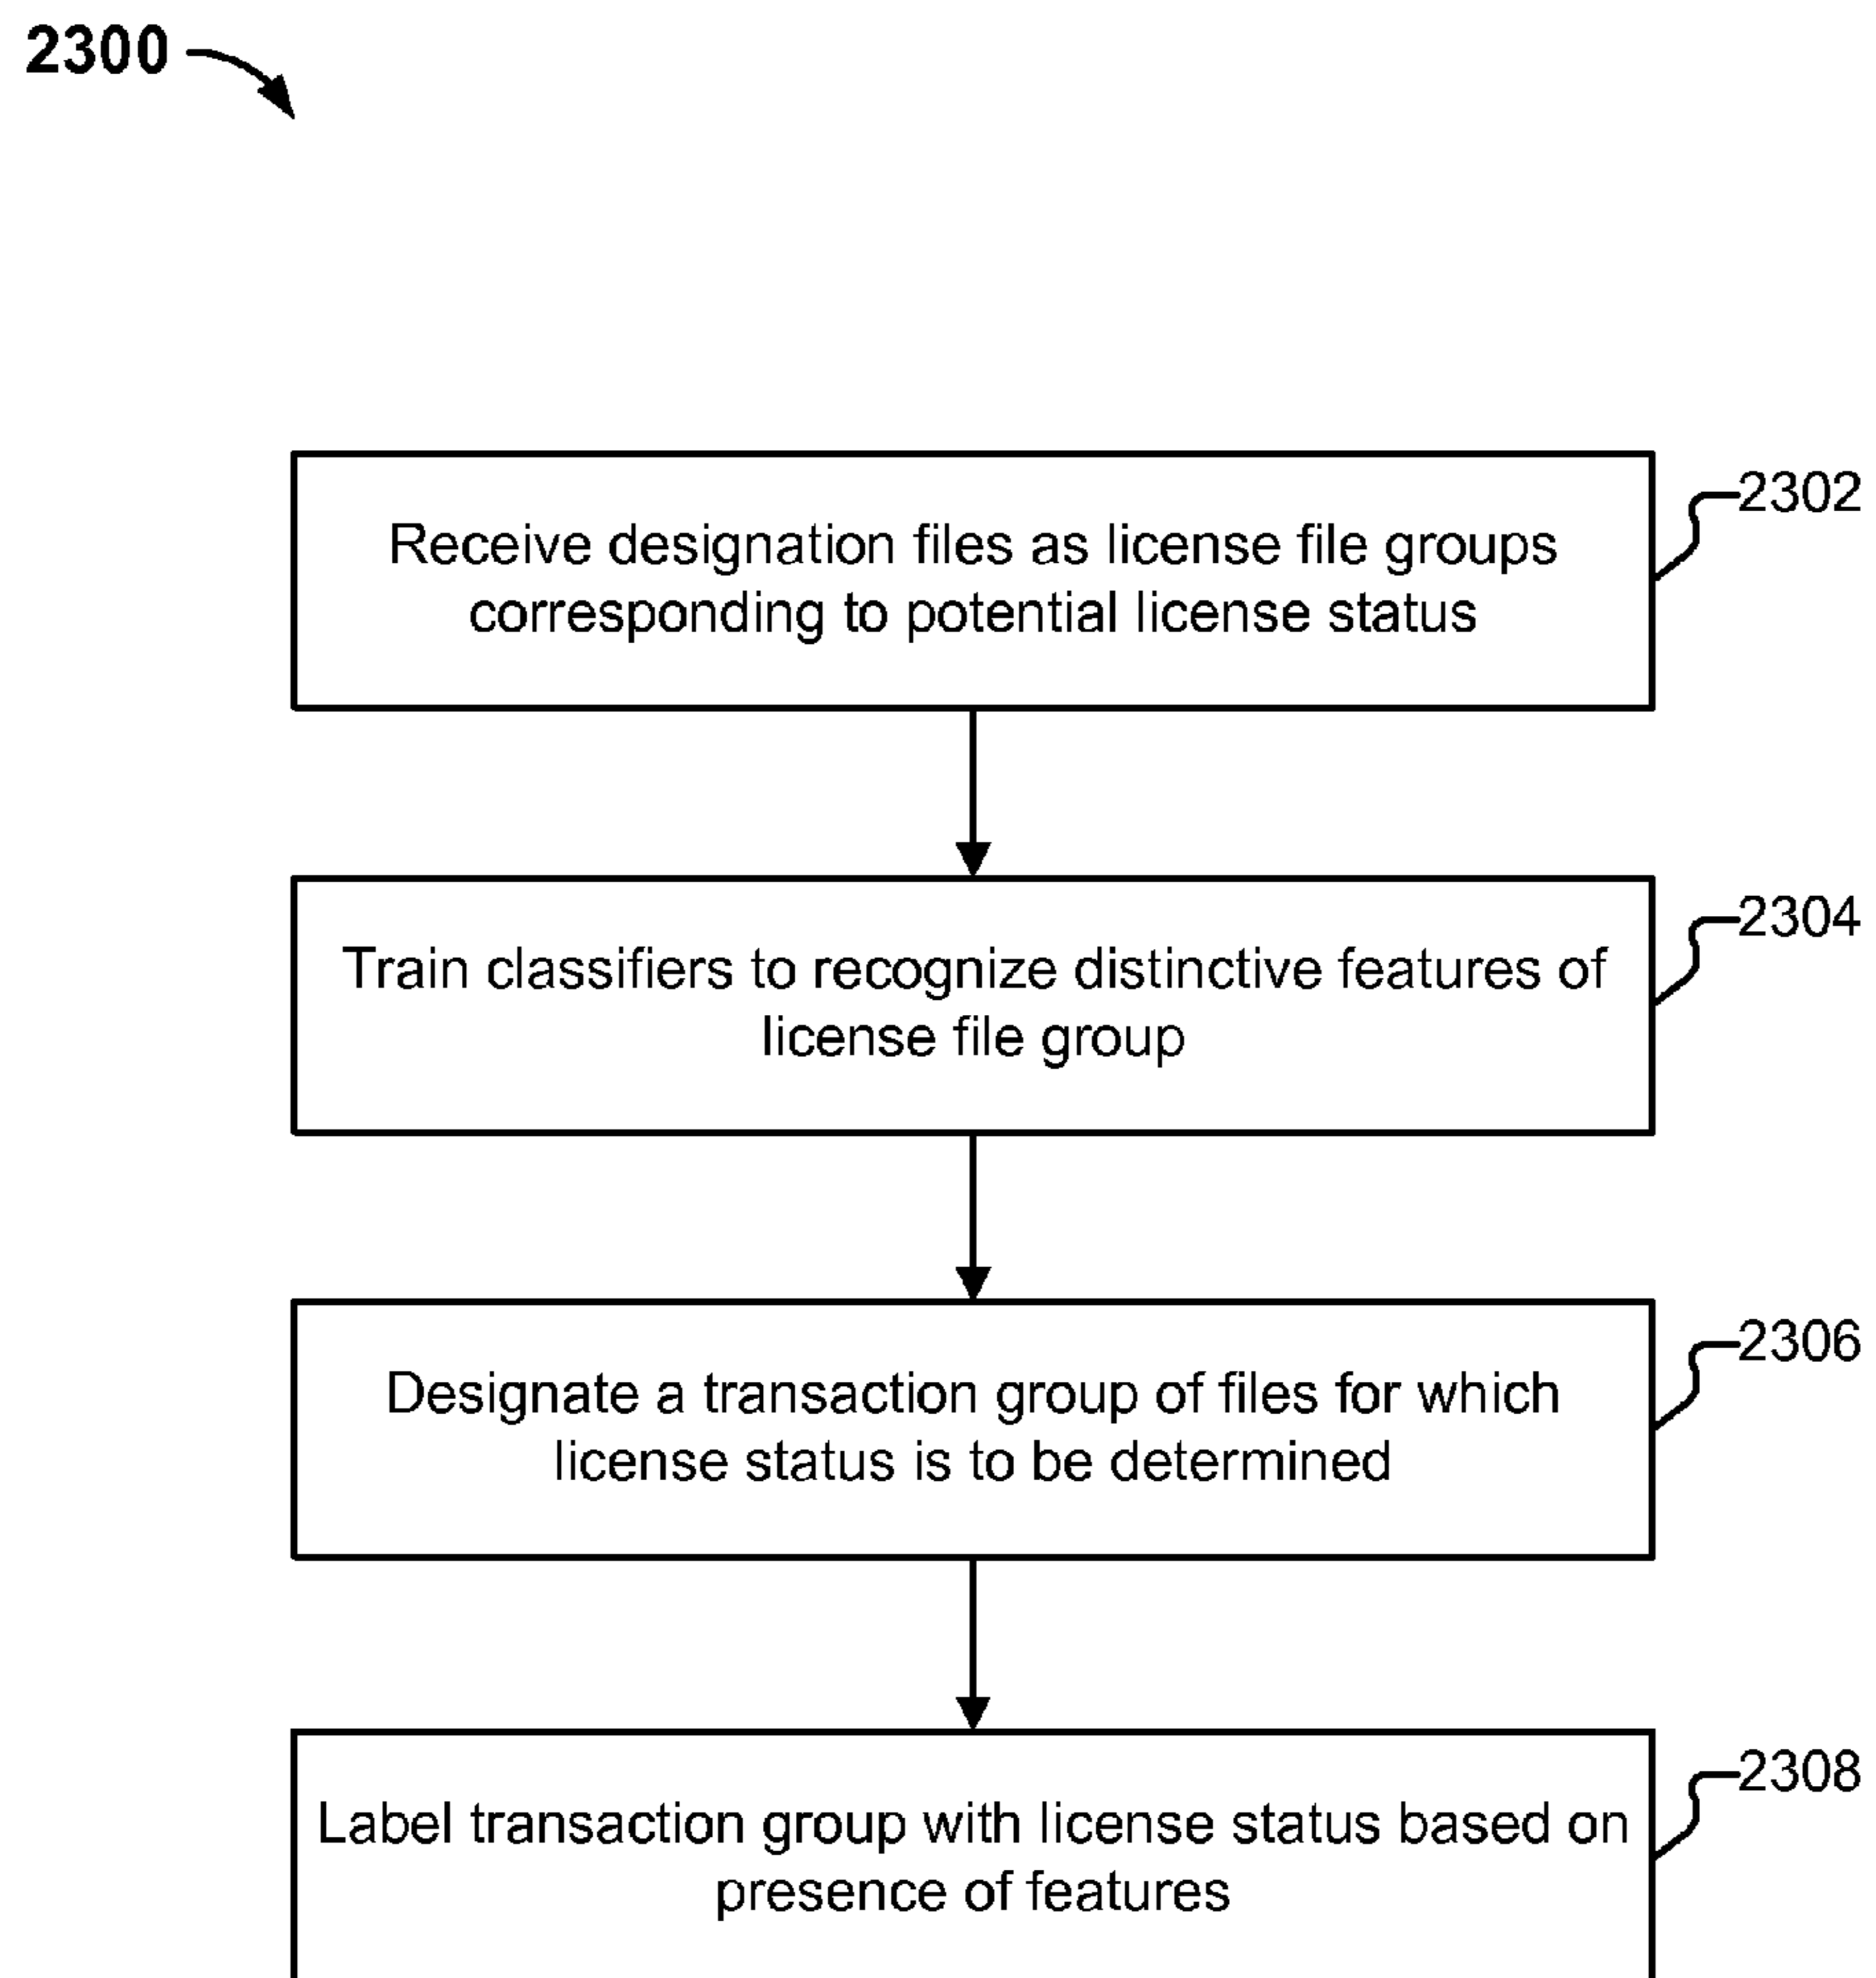 2300
2302
Receive designation files as license file groups
corresponding to potential license status
2304
Train classifiers to recognize distinctive features of
license file group
2306
Designate a transaction group of files for which
license status is to be determined
2308
Label transaction group with license status based on
presence of features